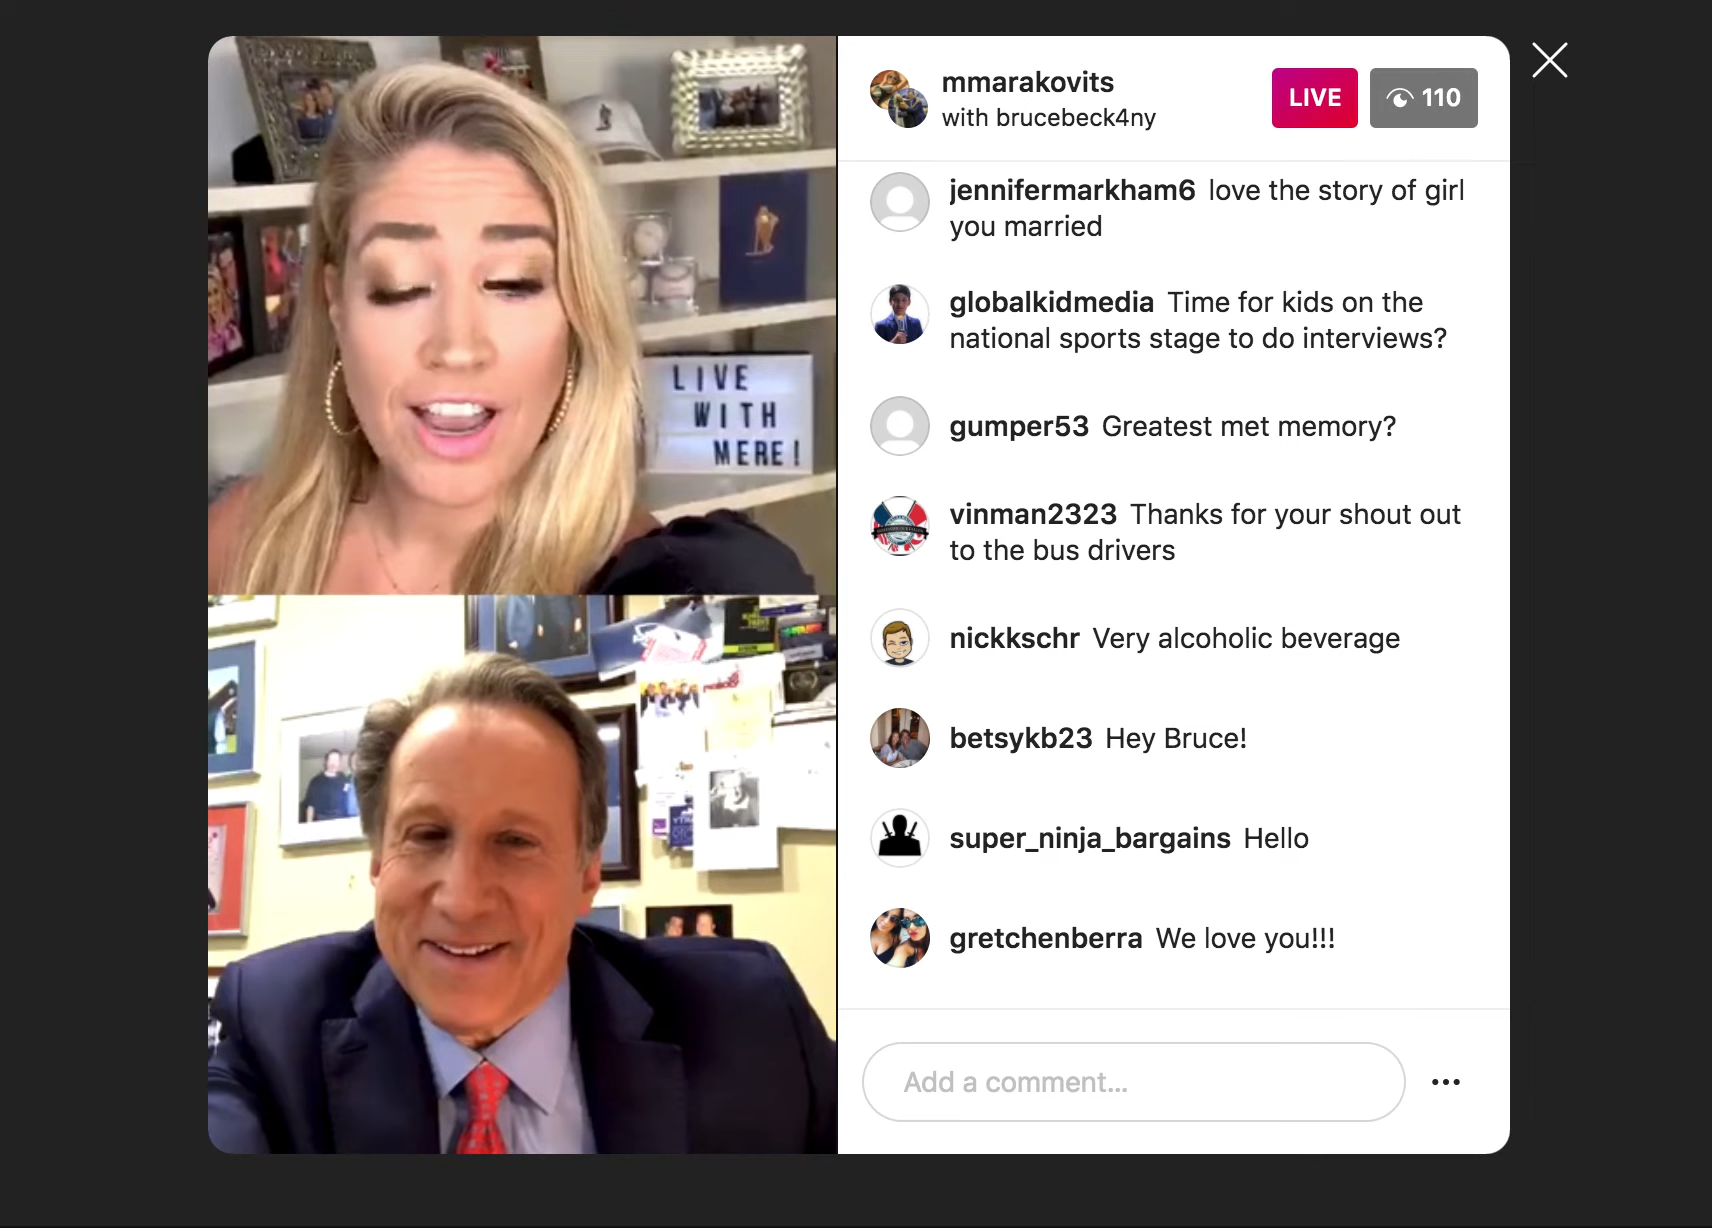 LIVE
WITH
MERE!
mmarakovits
with brucebeck4ny
LIVE
110
jennifermarkham6 love the story of girl
you married
globalkidmedia Time for kids on the
national sports stage to do interviews?
gumper53 Greatest met memory?
vinman2323 Thanks for your shout out
to the bus drivers
nickkschr Very alcoholic beverage
betsykb23 Hey Bruce!
super_ninja_bargains Hello
gretchenberra We love you!!!
Add a comment...